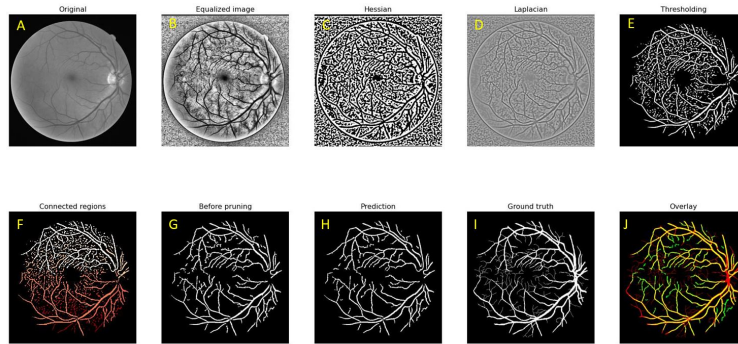 Original
Equalized image
Hessian
Laplacian
Thresholding
A
B
C
D
E
Connected regions
Before pruning
Prediction
Ground truth
Overlay
F
G
H
I
J